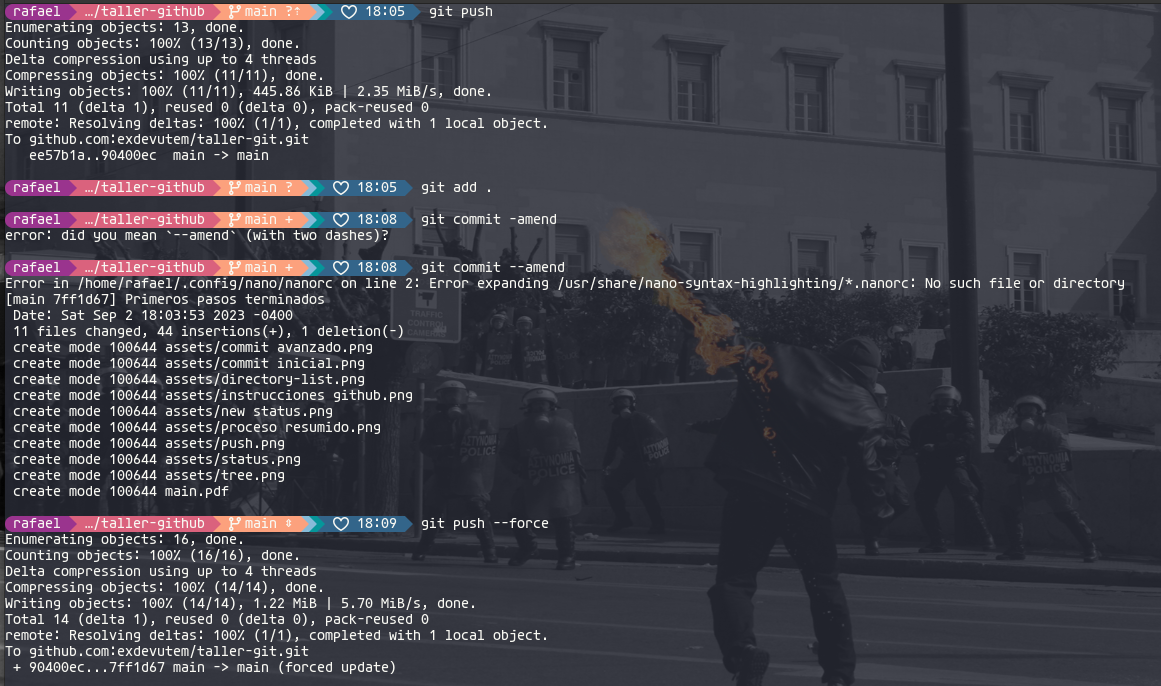 rafael …/taller-github main ?⇡ 18:05 git push
Enumerating objects: 13, done.
Counting objects: 100% (13/13), done.
Delta compression using up to 4 threads
Compressing objects: 100% (11/11), done.
Writing objects: 100% (11/11), 445.86 KiB | 2.35 MiB/s, done.
Total 11 (delta 1), reused 0 (delta 0), pack-reused 0
remote: Resolving deltas: 100% (1/1), completed with 1 local object.
To github.com:exdevutem/taller-git.git
ee57b1a..90400ec main -> main
rafael …/taller-github main ? 18:05 git add .
rafael …/taller-github main + 18:08 git commit -amend
error: did you mean `--amend` (with two dashes)?
rafael …/taller-github main + 18:08 git commit --amend
Error in /home/rafael/.config/nano/nanorc on line 2: Error expanding /usr/share/nano-syntax-highlighting/*.nanorc: No such file or directory
[main 7ff1d67] Primeros pasos terminados
Date: Sat Sep 2 18:03:53 2023 -0400
11 files changed, 44 insertions(+), 1 deletion(-)
create mode 100644 assets/commit avanzado.png
create mode 100644 assets/commit inicial.png
create mode 100644 assets/directory-list.png
create mode 100644 assets/instrucciones github.png
create mode 100644 assets/new status.png
create mode 100644 assets/proceso resumido.png
create mode 100644 assets/push.png
create mode 100644 assets/status.png
create mode 100644 assets/tree.png
create mode 100644 main.pdf
rafael …/taller-github main ⇕ 18:09 git push --force
Enumerating objects: 16, done.
Counting objects: 100% (16/16), done.
Delta compression using up to 4 threads
Compressing objects: 100% (14/14), done.
Writing objects: 100% (14/14), 1.22 MiB | 5.70 MiB/s, done.
Total 14 (delta 1), reused 0 (delta 0), pack-reused 0
remote: Resolving deltas: 100% (1/1), completed with 1 local object.
To github.com:exdevutem/taller-git.git
+ 90400ec...7ff1d67 main -> main (forced update)
TRAFFIC
CONTROL
POLICE
POLICE